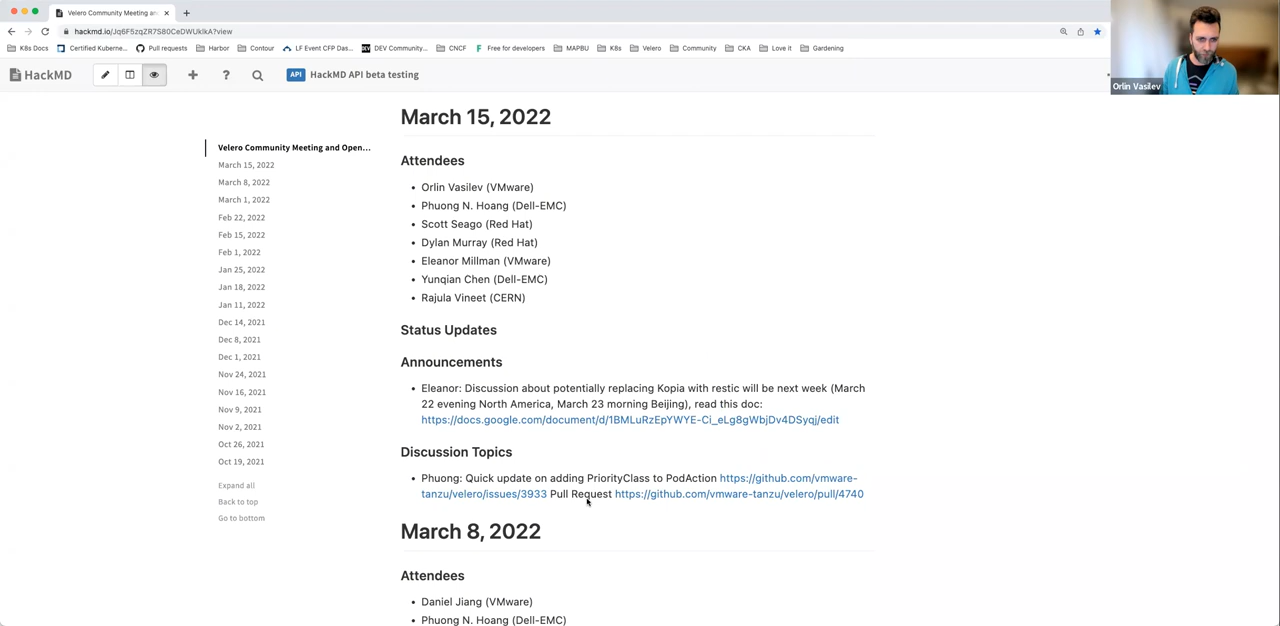 Velero Community Meeting and
hackmd.io/Jq6F5zqZR7S80CeDWUkIkA?view
K8s Docs Certified Kuberne... Pull requests Harbor Contour LF Event CFP Das... DEV Community... CNCF Free for developers MAPBU K8s Velero Community CKA Love it Gardening
HackMD API HackMD API beta testing
Orlin Vasilev
Velero Community Meeting and Open...
March 15, 2022
March 8, 2022
March 1, 2022
Feb 22, 2022
Feb 15, 2022
Feb 1, 2022
Jan 25, 2022
Jan 18, 2022
Jan 11, 2022
Dec 14, 2021
Dec 8, 2021
Dec 1, 2021
Nov 24, 2021
Nov 16, 2021
Nov 9, 2021
Nov 2, 2021
Oct 26, 2021
Oct 19, 2021
Expand all
Back to top
Go to bottom
March 15, 2022
Attendees
Orlin Vasilev (VMware)
Phuong N. Hoang (Dell-EMC)
Scott Seago (Red Hat)
Dylan Murray (Red Hat)
Eleanor Millman (VMware)
Yunqian Chen (Dell-EMC)
Rajula Vineet (CERN)
Status Updates
Announcements
Eleanor: Discussion about potentially replacing Kopia with restic will be next week (March
22 evening North America, March 23 morning Beijing), read this doc:
https://docs.google.com/document/d/1BMLuRzEpYWYE-Ci_eLg8gWbjDv4DSyqj/edit
Discussion Topics
Phuong: Quick update on adding PriorityClass to PodAction https://github.com/vmware-
tanzu/velero/issues/3933 Pull Request https://github.com/vmware-tanzu/velero/pull/4740
March 8, 2022
Attendees
Daniel Jiang (VMware)
Phuong N. Hoang (Dell-EMC)